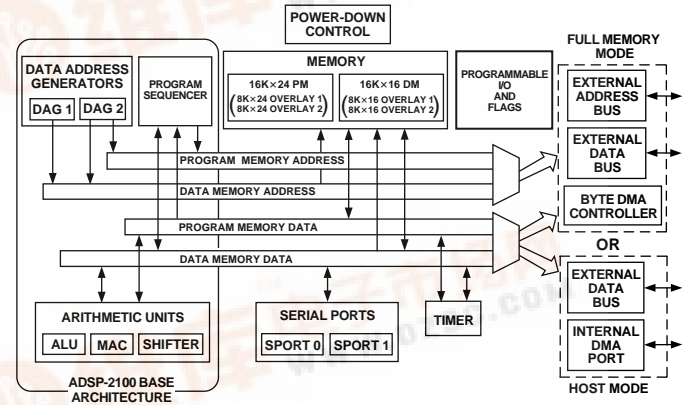 POWER-DOWN
CONTROL
FULL MEMORY
MODE
DATA ADDRESS
GENERATORS
DAG 1
DAG 2
PROGRAM
SEQUENCER
MEMORY
16K×24 PM
(8K×24 OVERLAY 1)
(8K×24 OVERLAY 2)
16K×16 DM
(8K×16 OVERLAY 1)
(8K×16 OVERLAY 2)
PROGRAMMABLE
I/O
AND
FLAGS
EXTERNAL
ADDRESS
BUS
EXTERNAL
DATA
BUS
BYTE DMA
CONTROLLER
OR
PROGRAM MEMORY ADDRESS
DATA MEMORY ADDRESS
PROGRAM MEMORY DATA
DATA MEMORY DATA
EXTERNAL
DATA
BUS
INTERNAL
DMA
PORT
HOST MODE
ARITHMETIC UNITS
ALU
MAC
SHIFTER
SERIAL PORTS
SPORT 0
SPORT 1
TIMER
ADSP-2100 BASE
ARCHITECTURE